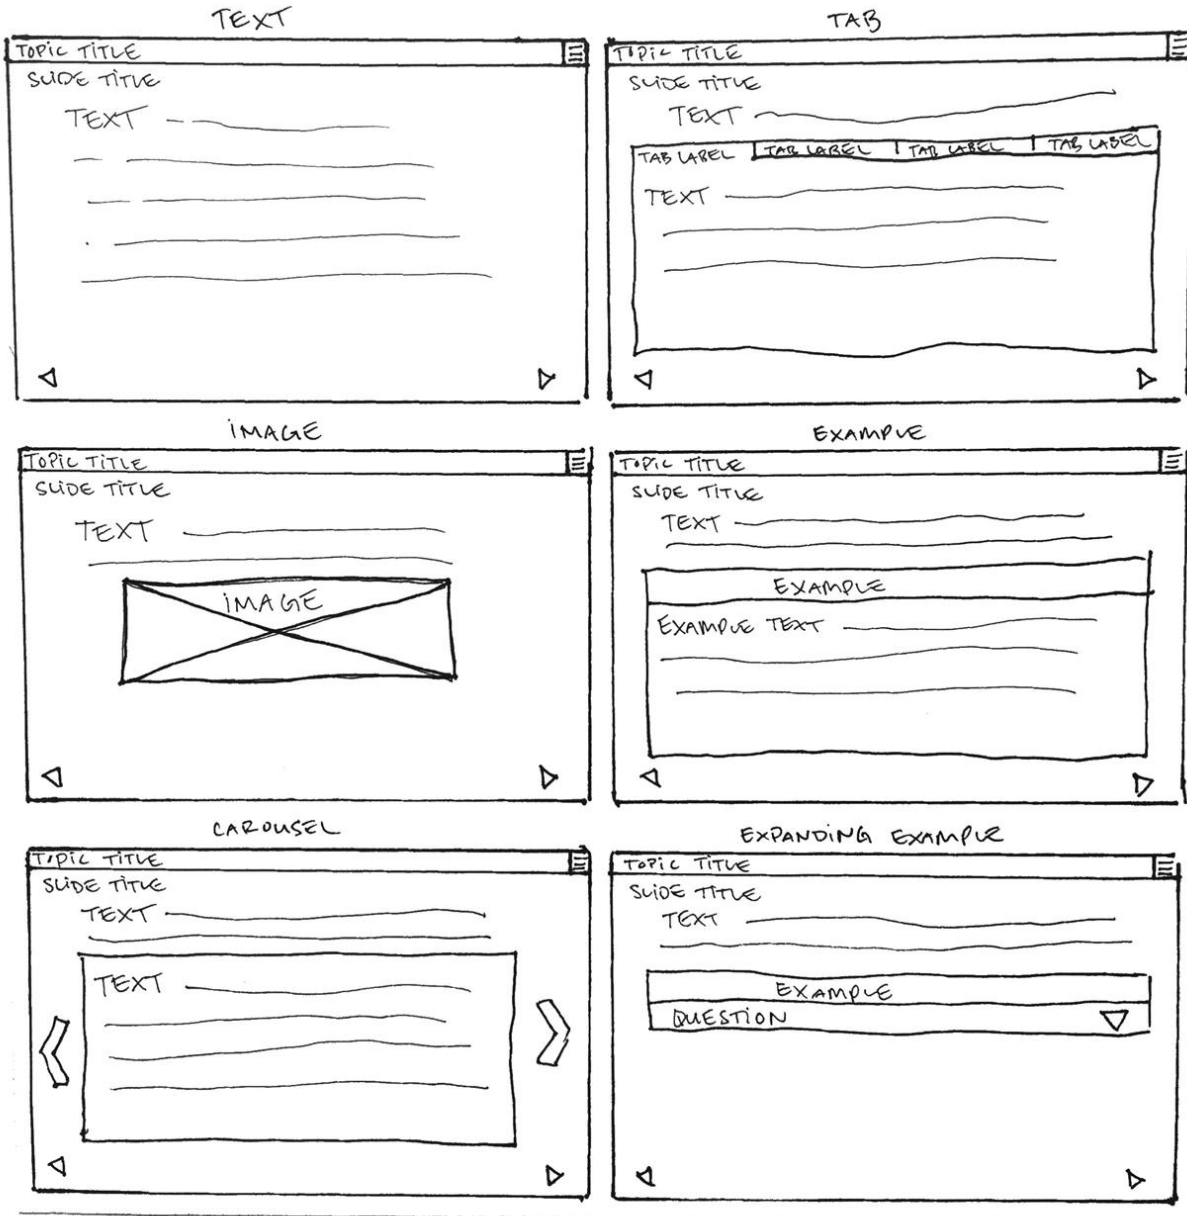 TEXT
TOPIC TITLE
SLIDE TITLE
TEXT
TAB
TOPIC TITLE
SLIDE TITLE
TEXT
TAB LABEL TAB LABEL TAB LABEL TAB LABEL
TEXT
IMAGE
TOPIC TITLE
SLIDE TITLE
TEXT
IMAGE
EXAMPLE
TOPIC TITLE
SLIDE TITLE
TEXT
EXAMPLE
EXAMPLE TEXT
CAROUSEL
TOPIC TITLE
SLIDE TITLE
TEXT
TEXT
EXPANDING EXAMPLE
TOPIC TITLE
SLIDE TITLE
TEXT
EXAMPLE
QUESTION